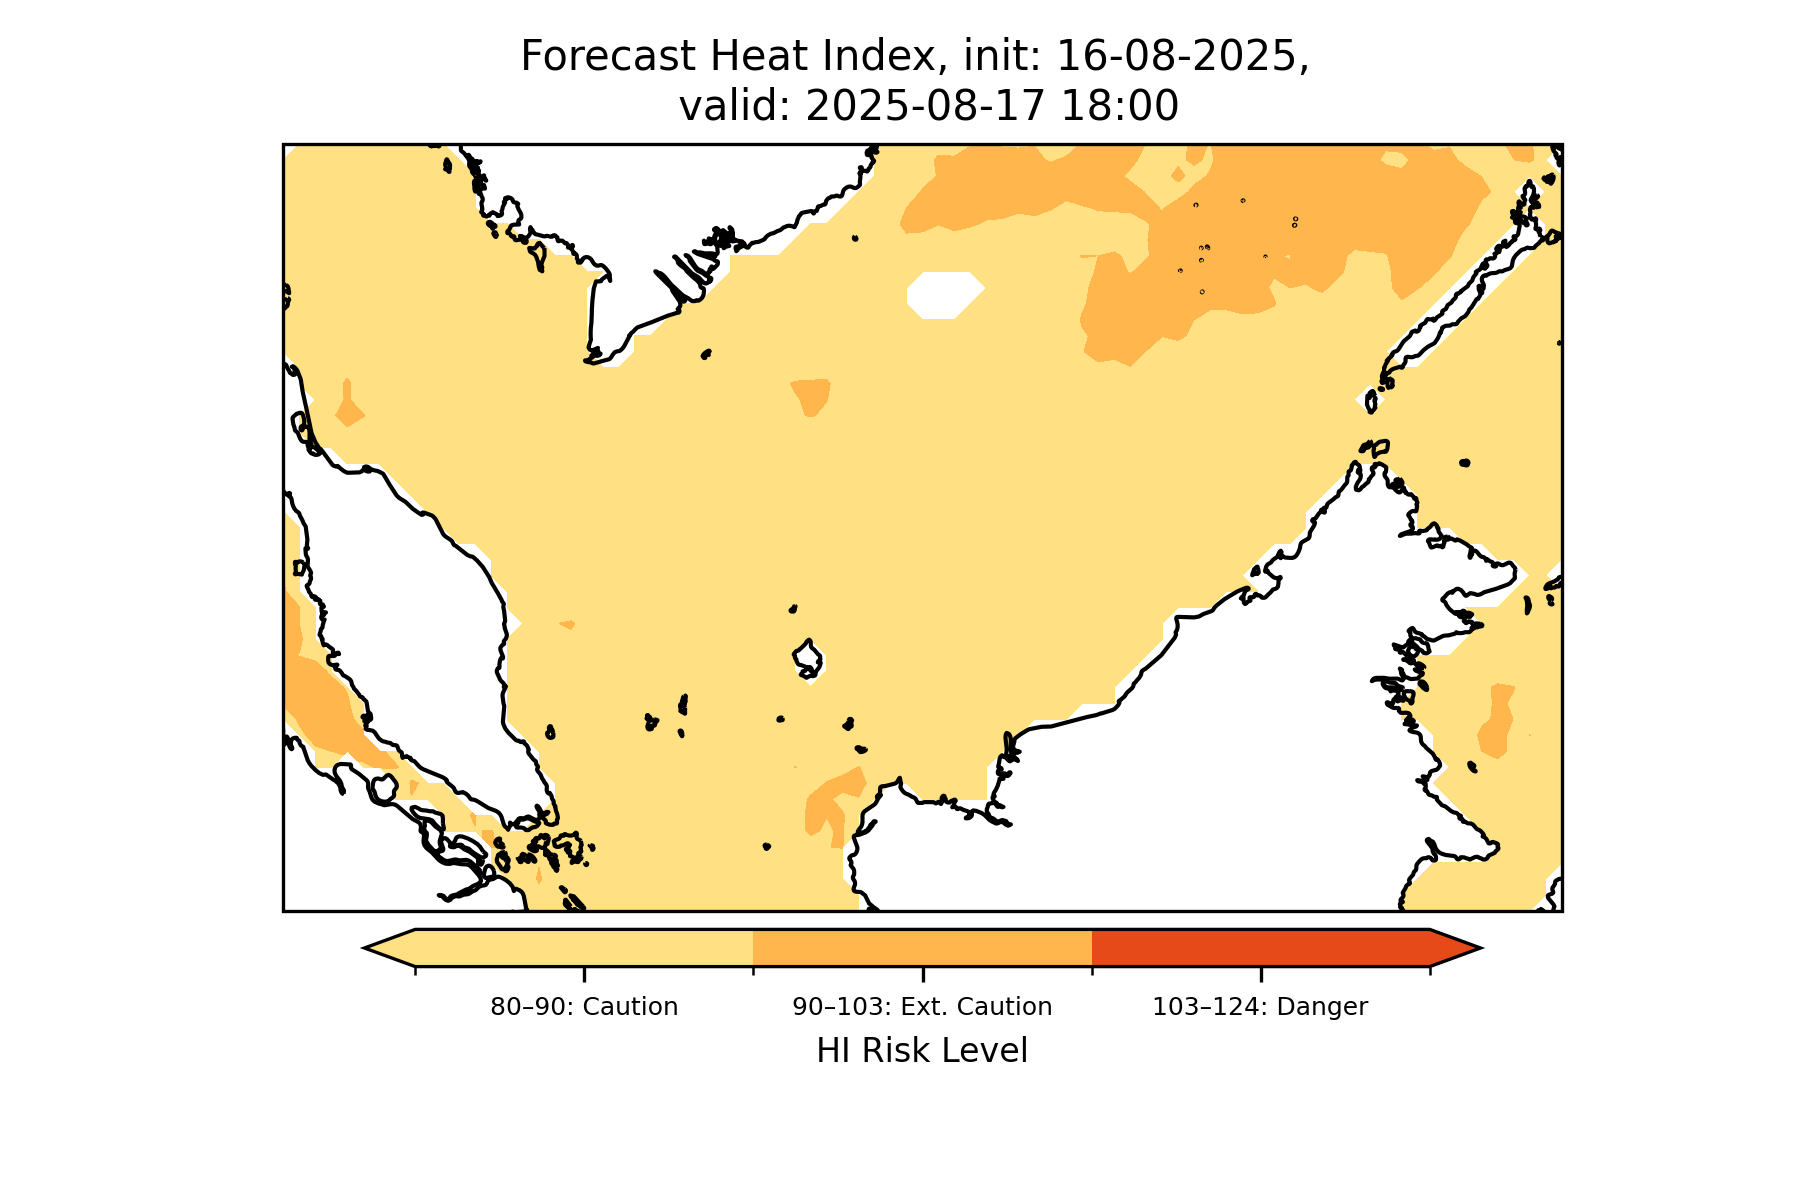 Forecast Heat Index, init: 16-08-2025,
valid: 2025-08-17 18:00
80–90: Caution
90–103: Ext. Caution
103–124: Danger
HI Risk Level